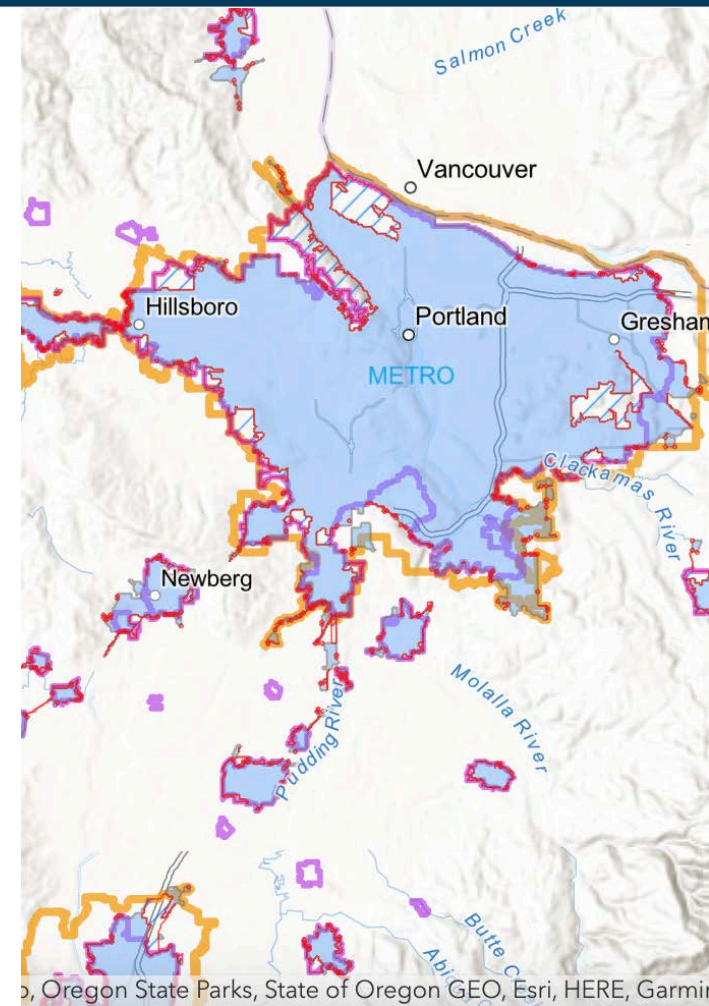 Salmon Creek
Vancouver
Hillsboro
Portland
Gresham
METRO
Clackamas River
Newberg
Molalla River
Pudding River
Butte C
Abi
o, Oregon State Parks, State of Oregon GEO, Esri, HERE, Garmi